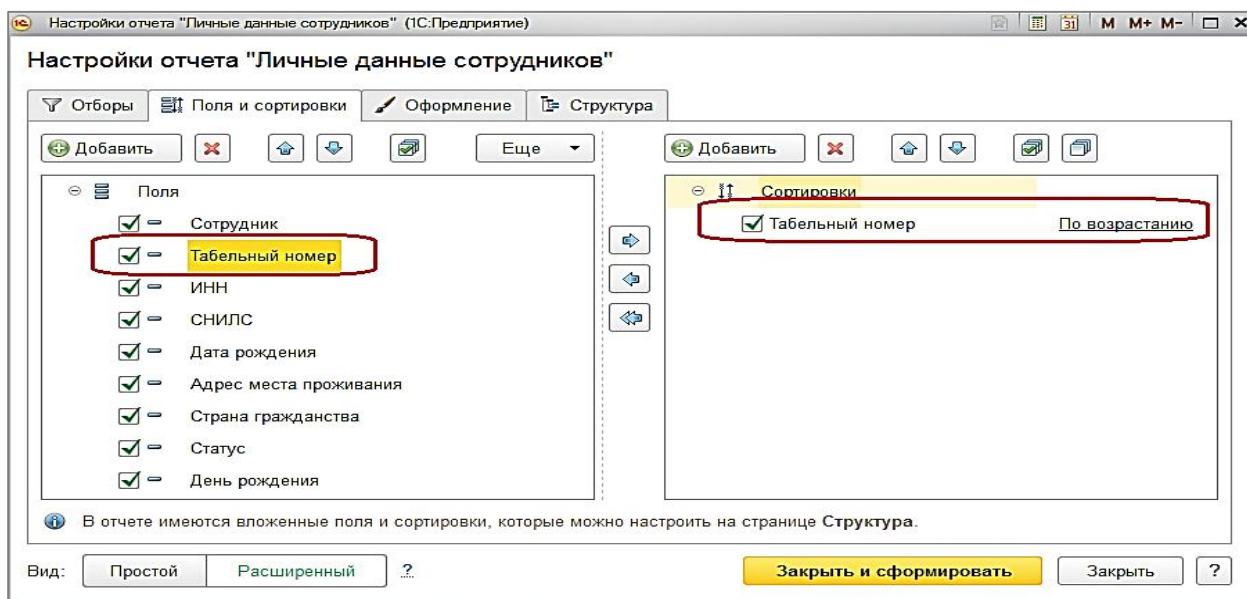 Настройки отчета "Личные данные сотрудников" (1С:Предприятие)
31 M M+ M-
Настройки отчета "Личные данные сотрудников"
Отборы Поля и сортировки Оформление Структура
Добавить Еще Добавить
Поля Сортировки
Сотрудник Табельный номер По возрастанию
Табельный номер
ИНН
СНИЛС
Дата рождения
Адрес места проживания
Страна гражданства
Статус
День рождения
В отчете имеются вложенные поля и сортировки, которые можно настроить на странице Структура.
Вид: Простой Расширенный ? Закрыть и сформировать Закрыть ?